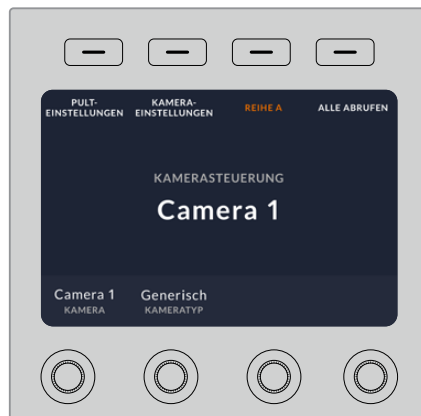 PULT-
EINSTELLUNGEN
KAMERA-
EINSTELLUNGEN
REIHE A
ALLE ABRUFEN
KAMERASTEUERUNG
Camera 1
Camera 1
KAMERA
Generisch
KAMERATYP